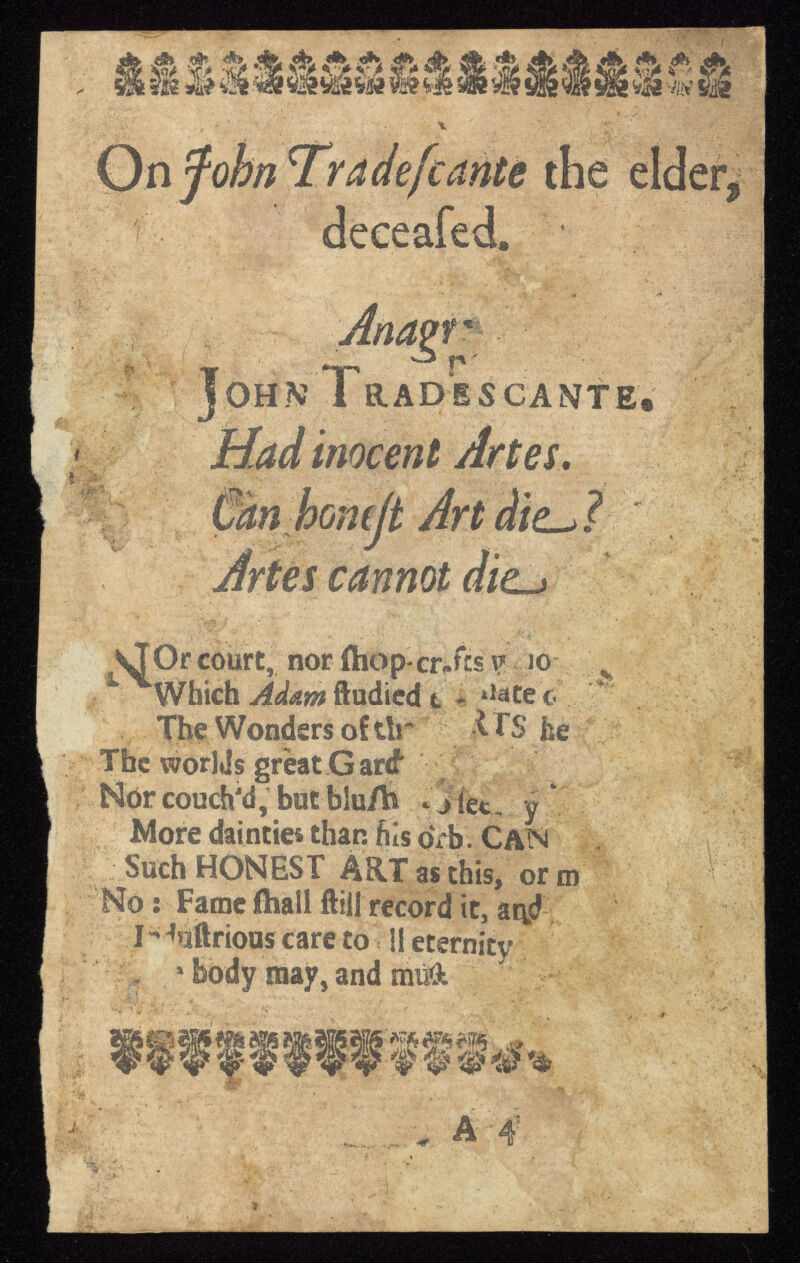 On John Tradeſcante the elder,
deceaſed.
JOHN TRADESCANTE.
Had inocent Artes.
Can honeſt Art die?
Artes cannot die
NOr court, nor ſhop-crafts
Which Adam ſtudied
The Wonders of
The worlds great
Nor couch'd, but bluſh
More dainties than his orb. CAN
Such HONEST ART as this, or
No: Fame ſhall ſtill record it, and
care to eternity
body may, and muſt
A 4